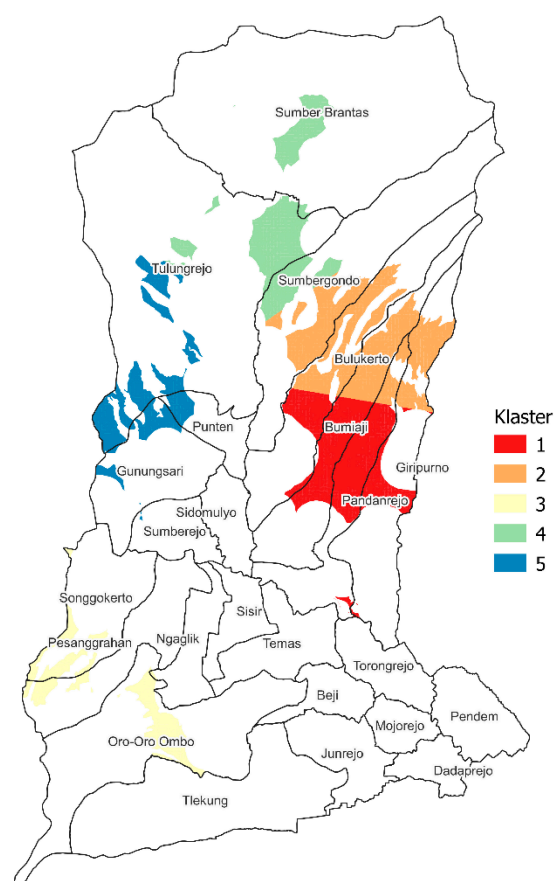 Sumber Brantas
Tulungrejo
Sumbergondo
Bulukerto
Punten
Bumiaji
Gunungsari
Giripurno
Pandanrejo
Sidomulyo
Sumberejo
Songgokerto
Sisir
Pesanggrahan
Ngaglik
Temas
Torongrejo
Beji
Pendem
Mojorejo
Oro-Oro Ombo
Junrejo
Dadaprejo
Tlekung
Klaster
1
2
3
4
5